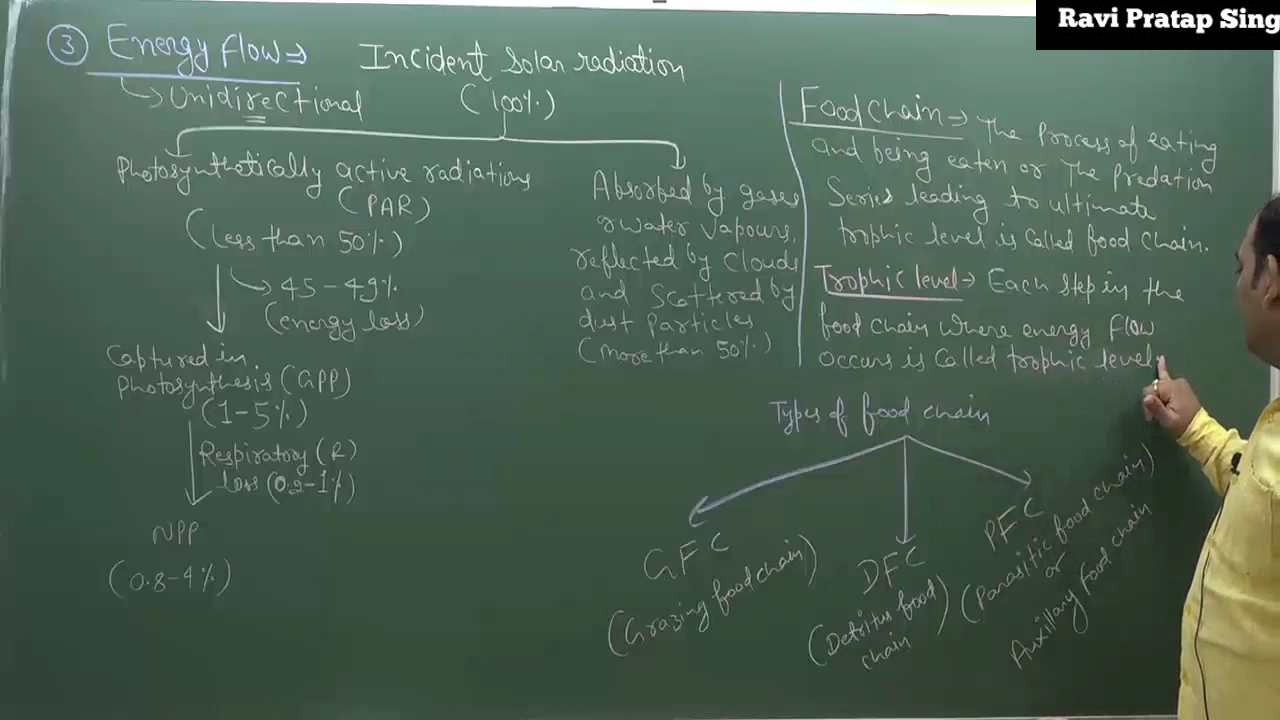 Ravi Pratap Sing
③ Energy flow ⇒
Incident Solar radiation
↳ Unidirectional
(100%)
Photosynthetically active radiations
(PAR)
(less than 50%)
↳ 45-49%
(energy loss)
Captured in
Photosynthesis (GPP)
(1-5%)
Respiratory (R)
loss (0.2-1%)
NPP
(0.8-4%)
Absorbed by gases
& water vapours,
reflected by clouds
and scattered by
dust particles
(more than 50%)
Food chain → The process of eating
and being eaten or The predation
Series leading to ultimate
trophic level is called food chain.
Trophic level → Each step in the
food chain where energy flow
occurs is called trophic level.
Types of food chain
GFC
(Grazing food chain)
DFC
(Detritus food
chain)
PFC
(Parasitic food chain)
or
Auxillary Food chain